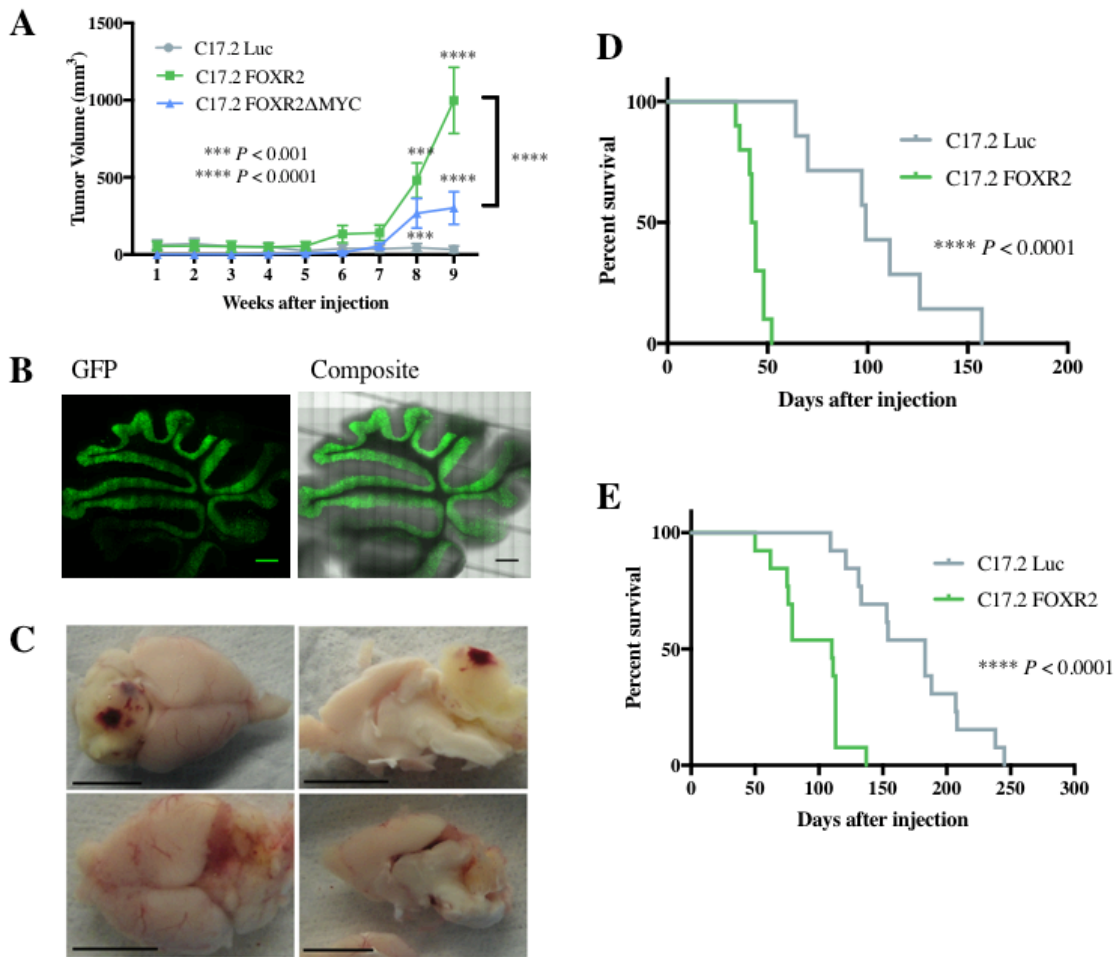 A
1500
1000
500
0
Tumor Volume (mm³)
C17.2 Luc
C17.2 FOXR2
C17.2 FOXR2ΔMYC
*** P < 0.001
**** P < 0.0001
****
***
****
***
****
1 2 3 4 5 6 7 8 9
Weeks after injection
B
GFP
Composite
C
D
100
50
0
Percent survival
C17.2 Luc
C17.2 FOXR2
**** P < 0.0001
0 50 100 150 200
Days after injection
E
100
50
0
Percent survival
C17.2 Luc
C17.2 FOXR2
**** P < 0.0001
0 50 100 150 200 250 300
Days after injection